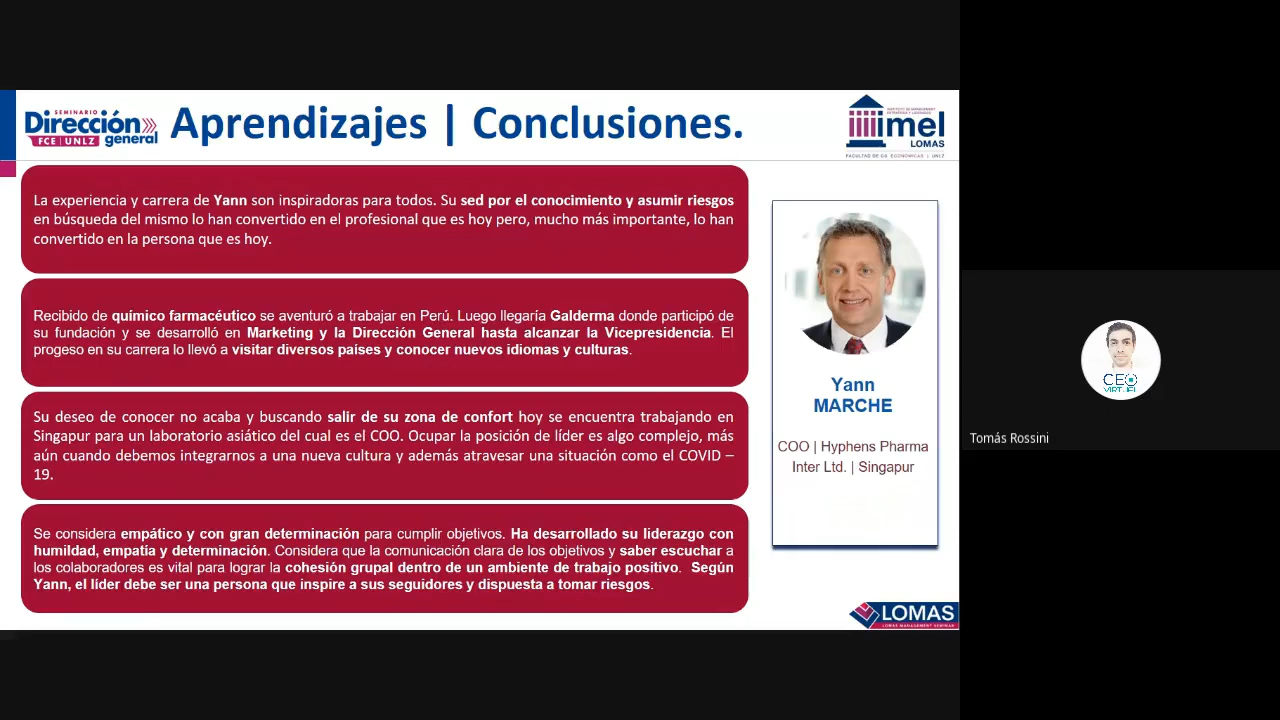 SEMINARIO
Dirección
general
FCE | UNLZ
Aprendizajes | Conclusiones.
INSTITUTO DE MANAGEMENT
ESTRATEGIA Y LIDERAZGO
imel
LOMAS
FACULTAD DE CS. ECONÓMICAS | UNLZ
La experiencia y carrera de Yann son inspiradoras para todos. Su sed por el conocimiento y asumir riesgos
en búsqueda del mismo lo han convertido en el profesional que es hoy pero, mucho más importante, lo han
convertido en la persona que es hoy.
Recibido de químico farmacéutico se aventuró a trabajar en Perú. Luego llegaría Galderma donde participó de
su fundación y se desarrolló en Marketing y la Dirección General hasta alcanzar la Vicepresidencia. El
progeso en su carrera lo llevó a visitar diversos países y conocer nuevos idiomas y culturas.
Su deseo de conocer no acaba y buscando salir de su zona de confort hoy se encuentra trabajando en
Singapur para un laboratorio asiático del cual es el COO. Ocupar la posición de líder es algo complejo, más
aún cuando debemos integrarnos a una nueva cultura y además atravesar una situación como el COVID –
19.
Se considera empático y con gran determinación para cumplir objetivos. Ha desarrollado su liderazgo con
humildad, empatía y determinación. Considera que la comunicación clara de los objetivos y saber escuchar a
los colaboradores es vital para lograr la cohesión grupal dentro de un ambiente de trabajo positivo. Según
Yann, el líder debe ser una persona que inspire a sus seguidores y dispuesta a tomar riesgos.
Yann
MARCHE
COO | Hyphens Pharma
Inter Ltd. | Singapur
LOMAS
LOMAS MANAGEMENT SEMINAR
CEO
VIRTUEL
Tomás Rossini